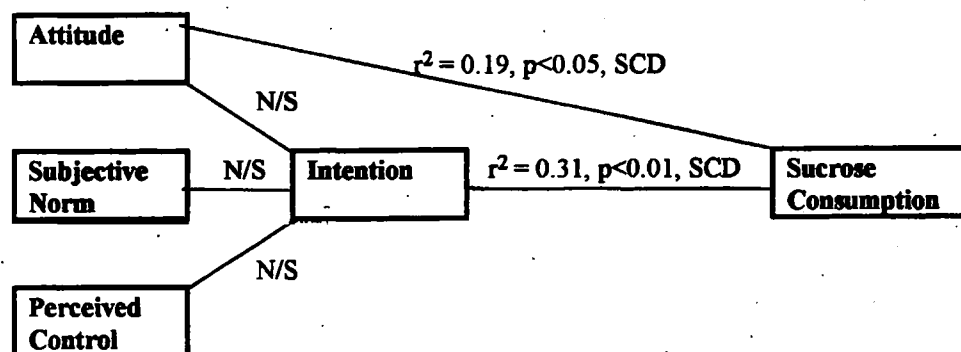 Attitude
r² = 0.19, p<0.05, SCD
N/S
Subjective
Norm
N/S
Intention
r² = 0.31, p<0.01, SCD
Sucrose
Consumption
N/S
Perceived
Control